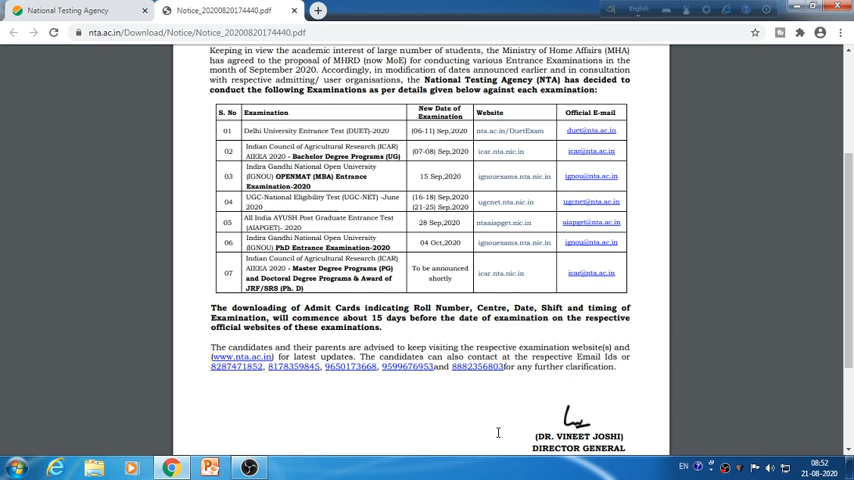 National Testing Agency
Notice_20200820174440.pdf
English
nta.ac.in/Download/Notice/Notice_20200820174440.pdf
Keeping in view the academic interest of large number of students, the Ministry of Home Affairs (MHA)
has agreed to the proposal of MHRD (now MoE) for conducting various Entrance Examinations in the
month of September 2020. Accordingly, in modification of dates announced earlier and in consultation
with respective admitting/ user organisations, the National Testing Agency (NTA) has decided to
conduct the following Examinations as per details given below against each examination:
S. No Examination New Date of Examination Website Official E-mail
01 Delhi University Entrance Test (DUET)-2020 (06-11) Sep,2020 nta.ac.in/DuetExam duet@nta.ac.in
02 Indian Council of Agricultural Research (ICAR)
AIEEA 2020 - Bachelor Degree Programs (UG) (07-08) Sep,2020 icar.nta.nic.in icar@nta.ac.in
03 Indira Gandhi National Open University
(IGNOU) OPENMAT (MBA) Entrance
Examination-2020 15 Sep,2020 ignouexams.nta.nic.in ignou@nta.ac.in
04 UGC-National Eligibility Test (UGC-NET) -June
2020 (16-18) Sep,2020
(21-25) Sep,2020 ugcnet.nta.nic.in ugcnet@nta.ac.in
05 All India AYUSH Post Graduate Entrance Test
(AIAPGET)- 2020 28 Sep,2020 ntaaiapget.nic.in aiapget@nta.ac.in
06 Indira Gandhi National Open University
(IGNOU) PhD Entrance Examination-2020 04 Oct,2020 ignouexams.nta.nic.in ignou@nta.ac.in
07 Indian Council of Agricultural Research (ICAR)
AIEEA 2020 - Master Degree Programs (PG)
and Doctoral Degree Programs & Award of
JRF/SRS (Ph. D) To be announced
shortly icar.nta.nic.in icar@nta.ac.in
The downloading of Admit Cards indicating Roll Number, Centre, Date, Shift and timing of
Examination, will commence about 15 days before the date of examination on the respective
official websites of these examinations.
The candidates and their parents are advised to keep visiting the respective examination website(s) and
(www.nta.ac.in) for latest updates. The candidates can also contact at the respective Email Ids or
8287471852, 8178359845, 9650173668, 9599676953and 8882356803for any further clarification.
(DR. VINEET JOSHI)
DIRECTOR GENERAL
EN
08:52
21-08-2020